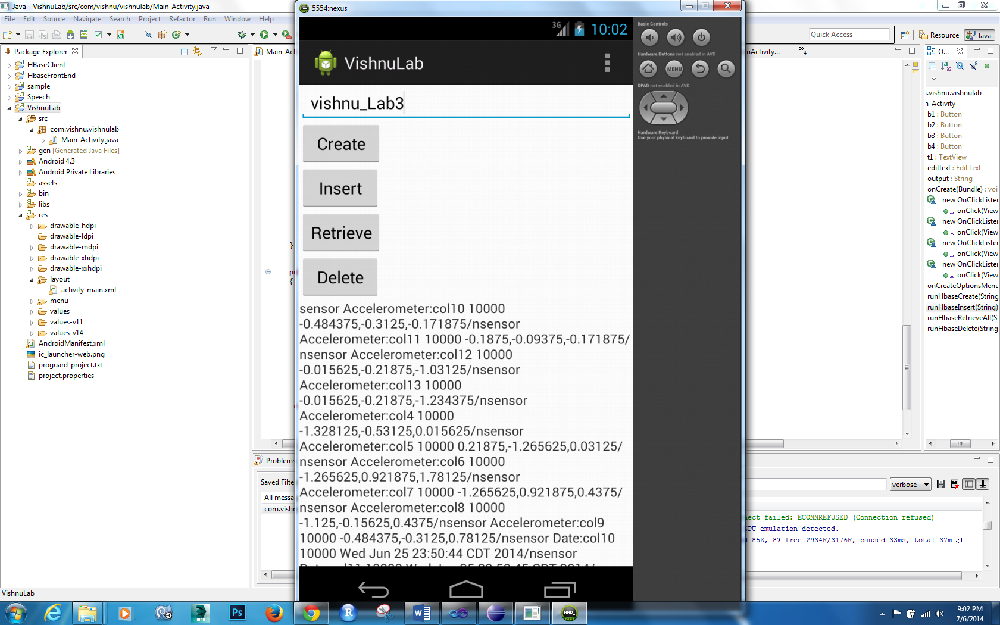 Java - VishnuLab/src/com/vishnu/vishnulab/Main_Activity.java -
File Edit Source Navigate Search Project Refactor Run Window Help
Quick Access
Resource
Java
Package Explorer
HBaseClient
HbaseFrontEnd
sample
Speech
VishnuLab
src
com.vishnu.vishnulab
Main_Activity.java
gen [Generated Java Files]
Android 4.3
Android Private Libraries
assets
bin
libs
res
drawable-hdpi
drawable-ldpi
drawable-mdpi
drawable-xhdpi
drawable-xxhdpi
layout
activity_main.xml
menu
values
values-v11
values-v14
AndroidManifest.xml
ic_launcher-web.png
proguard-project.txt
project.properties
VishnuLab
Main_Ac
}
pu
{
Problems
Saved Filte
All messa
com.vishn
5554:nexus
3G 10:02
VishnuLab
vishnu_Lab3
Create
Insert
Retrieve
Delete
sensor Accelerometer:col10 10000
-0.484375,-0.3125,-0.171875/nsensor
Accelerometer:col11 10000 -0.1875,-0.09375,-0.171875/
nsensor Accelerometer:col12 10000
-0.015625,-0.21875,-1.03125/nsensor
Accelerometer:col13 10000
-0.015625,-0.21875,-1.234375/nsensor
Accelerometer:col4 10000
-1.328125,-0.53125,0.015625/nsensor
Accelerometer:col5 10000 0.21875,-1.265625,0.03125/
nsensor Accelerometer:col6 10000
-1.265625,0.921875,1.78125/nsensor
Accelerometer:col7 10000 -1.265625,0.921875,0.4375/
nsensor Accelerometer:col8 10000
-1.125,-0.15625,0.4375/nsensor Accelerometer:col9
10000 -0.484375,-0.3125,0.78125/nsensor Date:col10
10000 Wed Jun 25 23:50:44 CDT 2014/nsensor
Basic Controls
Hardware Buttons not enabled in AVD
MENU
DPAD not enabled in AVD
Hardware Keyboard
Use your physical keyboard to provide input
nActivity...
»4
O...
.vishnu.vishnulab
n_Activity
b1 : Button
b2 : Button
b3 : Button
b4 : Button
t1 : TextView
edittext : EditText
output : String
onCreate(Bundle) : voi
new OnClickLister
onClick(View
new OnClickLister
onClick(View
new OnClickLister
onClick(View
new OnClickLister
onClick(View
onCreateOptionsMenu
runHbaseCreate(String
runHbaseInsert(String)
runHbaseRetrieveAll(St
runHbaseDelete(String
verbose
nect failed: ECONNREFUSED (Connection refused)
GPU emulation detected.
d 85K, 8% free 2934K/3176K, paused 33ms, total 37m
MAX
Ps
AND_
9:02 PM
7/6/2014